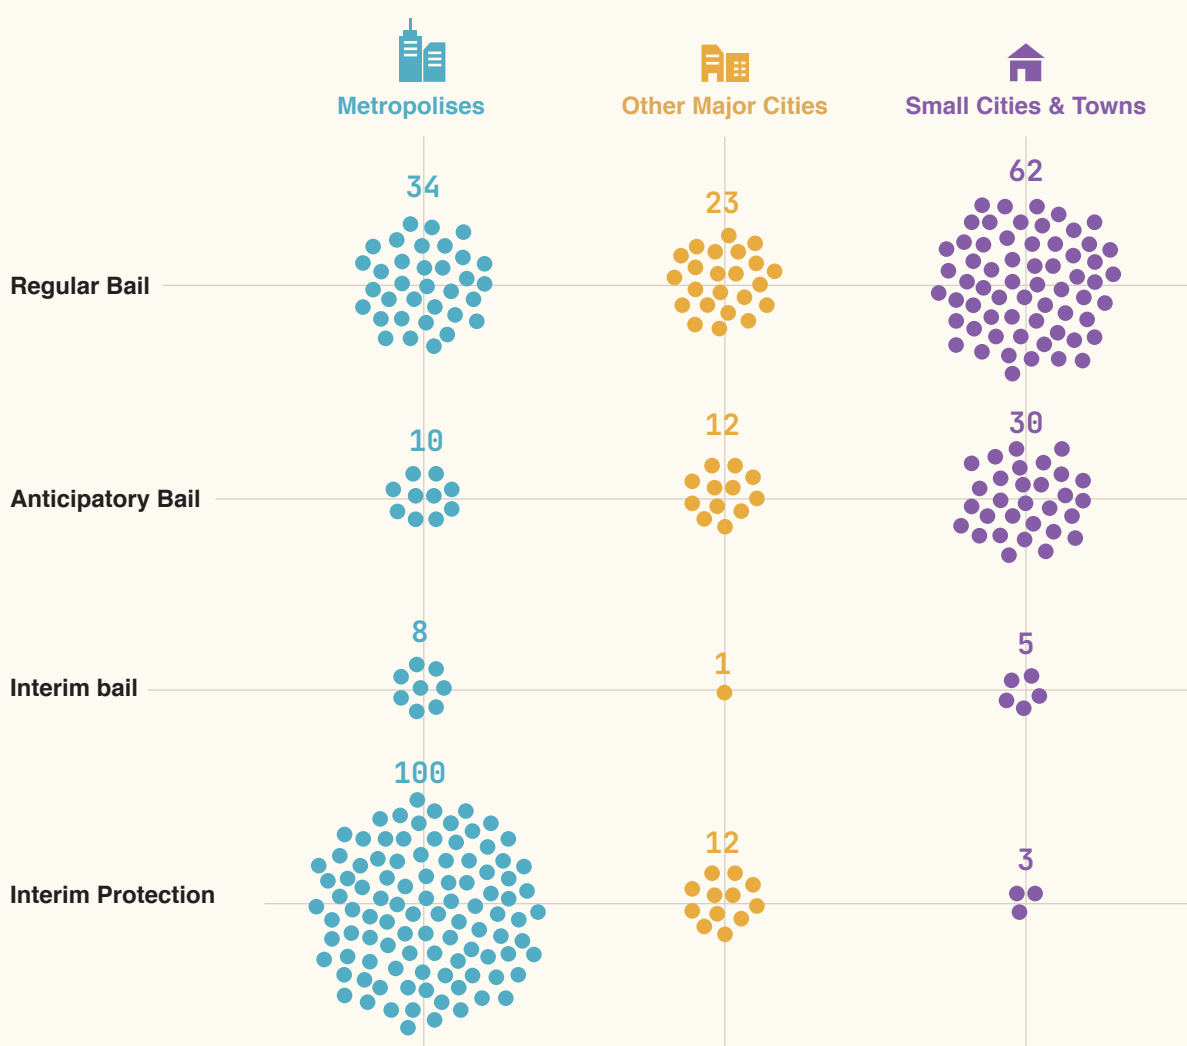 Metropolises Other Major Cities Small Cities & Towns
34 23 62
Regular Bail
10 12 30
Anticipatory Bail
8 1 5
Interim bail
100 12 3
Interim Protection